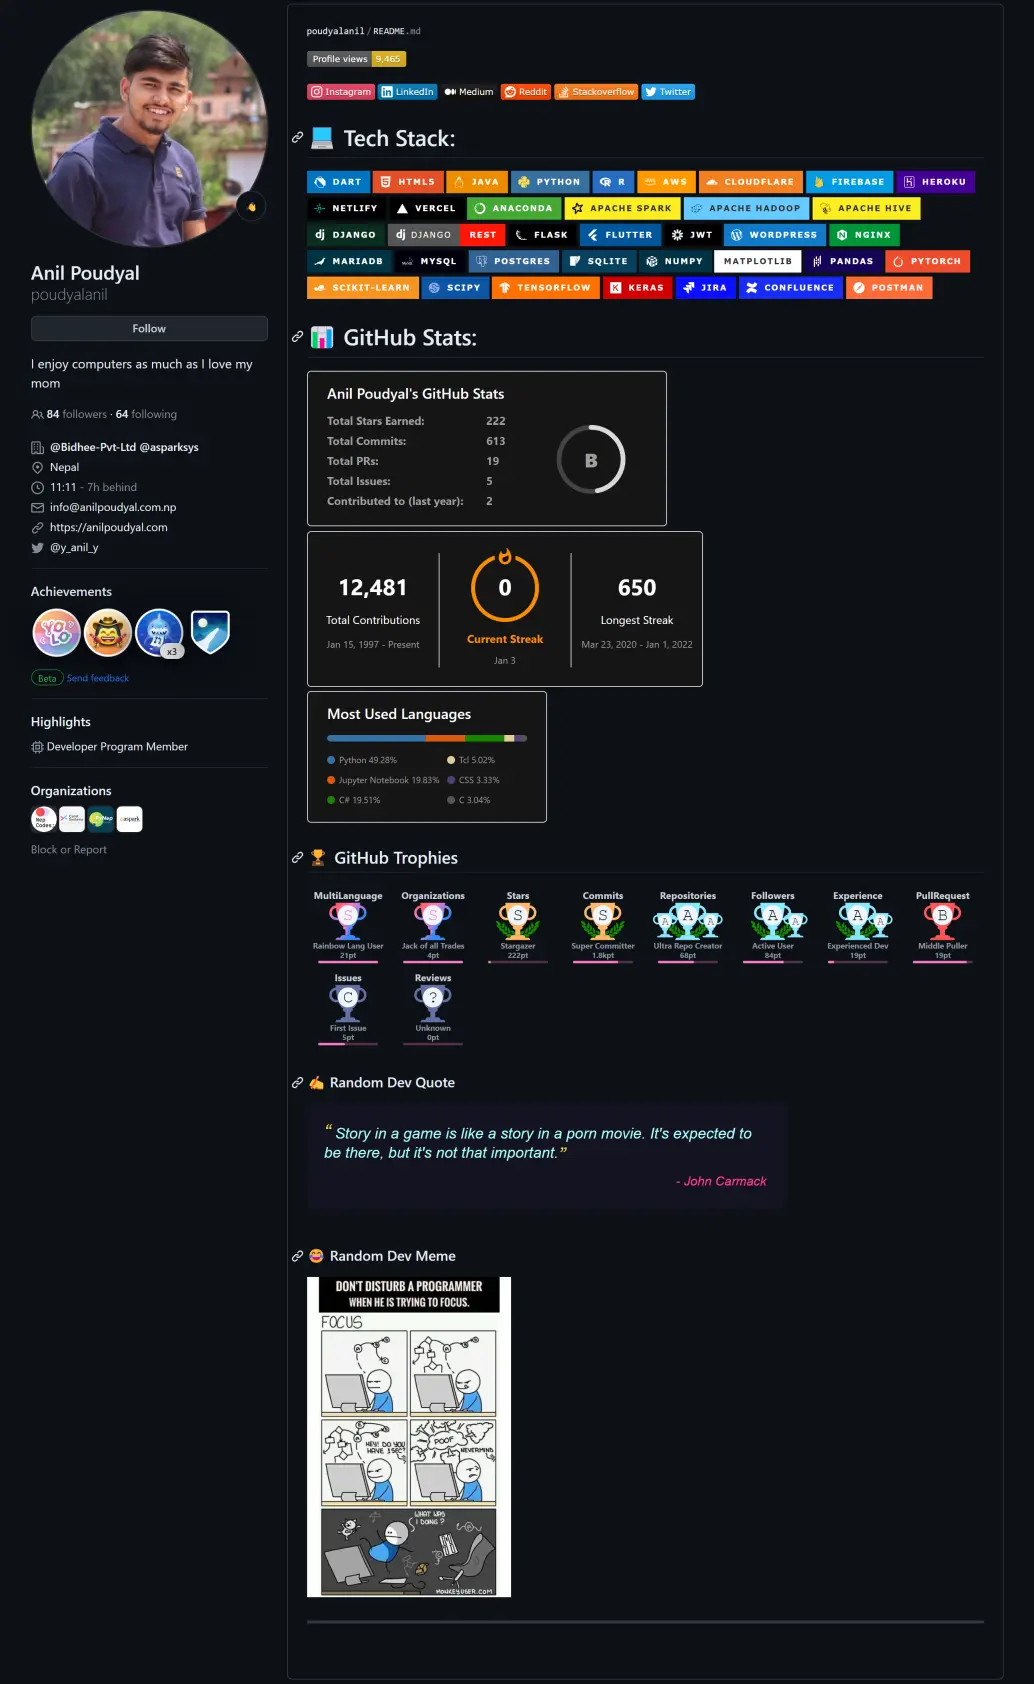 Anil Poudyal
poudyalanil
Follow
I enjoy computers as much as I love my
mom
84 followers · 64 following
@Bidhee-Pvt-Ltd @asparksys
Nepal
11:11 - 7h behind
info@anilpoudyal.com.np
https://anilpoudyal.com
@y_anil_y
Achievements
YOLO
x3
Beta Send feedback
Highlights
Developer Program Member
Organizations
Block or Report
poudyalanil/README.md
Profile views 9,465
Instagram LinkedIn Medium Reddit Stackoverflow Twitter
Tech Stack:
DART HTML5 JAVA PYTHON R AWS CLOUDFLARE FIREBASE HEROKU
NETLIFY VERCEL ANACONDA APACHE SPARK APACHE HADOOP APACHE HIVE
dj DJANGO dj DJANGO REST FLASK FLUTTER JWT WORDPRESS NGINX
MARIADB MYSQL POSTGRES SQLITE NUMPY MATPLOTLIB PANDAS PYTORCH
SCIKIT-LEARN SCIPY TENSORFLOW KERAS JIRA CONFLUENCE POSTMAN
GitHub Stats:
Anil Poudyal's GitHub Stats
Total Stars Earned: 222
Total Commits: 613
Total PRs: 19
Total Issues: 5
Contributed to (last year): 2
B
12,481
Total Contributions
Jan 15, 1997 - Present
0
Current Streak
Jan 3
650
Longest Streak
Mar 23, 2020 - Jan 1, 2022
Most Used Languages
Python 49.28% Tcl 5.02%
Jupyter Notebook 19.83% CSS 3.33%
C# 19.51% C 3.04%
GitHub Trophies
MultiLanguage Organizations Stars Commits Repositories Followers Experience PullRequest
S S S S A A A A A A A B
Rainbow Lang User Jack of all Trades Stargazer Super Committer Ultra Repo Creator Active User Experienced Dev Middle Puller
21pt 4pt 222pt 1.8kpt 68pt 84pt 19pt 19pt
Issues Reviews
C ?
First Issue Unknown
5pt 0pt
Random Dev Quote
“ Story in a game is like a story in a porn movie. It's expected to
be there, but it's not that important.”
- John Carmack
Random Dev Meme
DON'T DISTURB A PROGRAMMER
WHEN HE IS TRYING TO FOCUS.
FOCUS
HEY! DO YOU
HAVE 1 SEC?
POOF
NEVERMIND
WHAT WAS
I DOING?
MONKEYUSER.COM